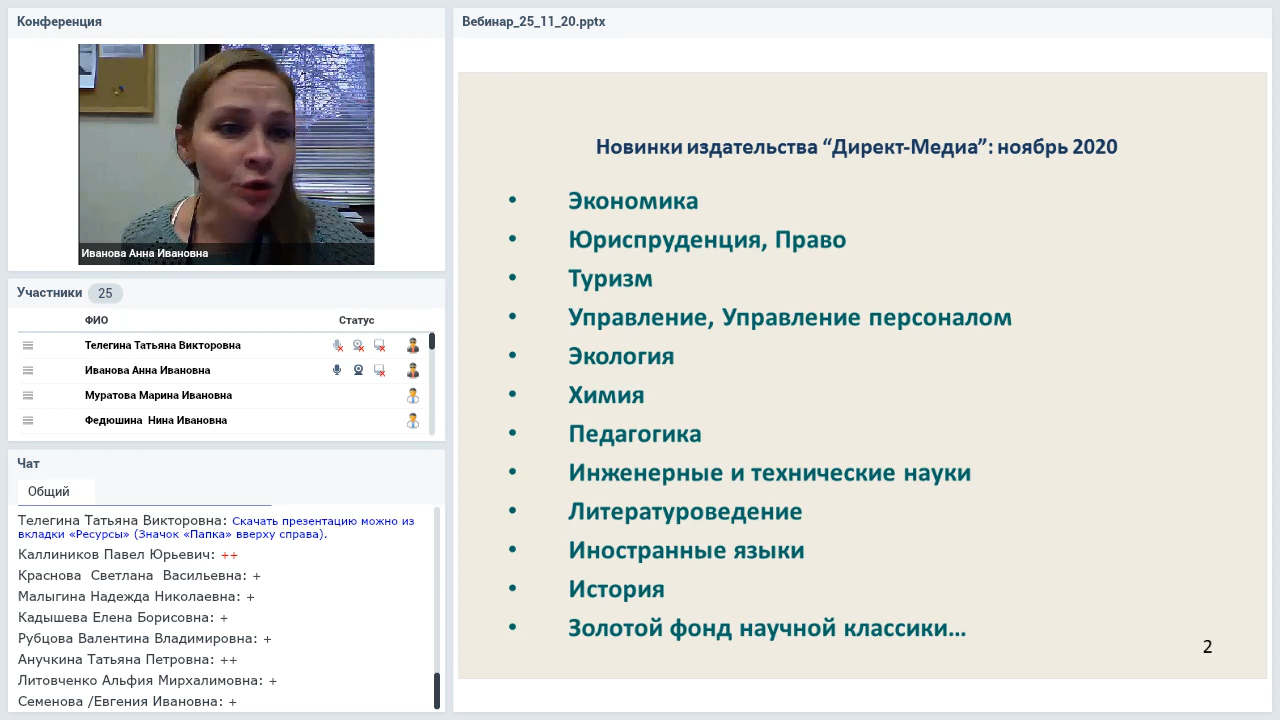 Конференция
Иванова Анна Ивановна
Участники 25
ФИО Статус
Телегина Татьяна Викторовна
Иванова Анна Ивановна
Муратова Марина Ивановна
Федюшина Нина Ивановна
Чат
Общий
Телегина Татьяна Викторовна: Скачать презентацию можно из
вкладки «Ресурсы» (Значок «Папка» вверху справа).
Каллиников Павел Юрьевич: ++
Краснова Светлана Васильевна: +
Малыгина Надежда Николаевна: +
Кадышева Елена Борисовна: +
Рубцова Валентина Владимировна: +
Анучкина Татьяна Петровна: ++
Литовченко Альфия Мирхалимовна: +
Семенова /Евгения Ивановна: +
Вебинар_25_11_20.pptx
Новинки издательства “Директ-Медиа”: ноябрь 2020
• Экономика
• Юриспруденция, Право
• Туризм
• Управление, Управление персоналом
• Экология
• Химия
• Педагогика
• Инженерные и технические науки
• Литературоведение
• Иностранные языки
• История
• Золотой фонд научной классики…
2